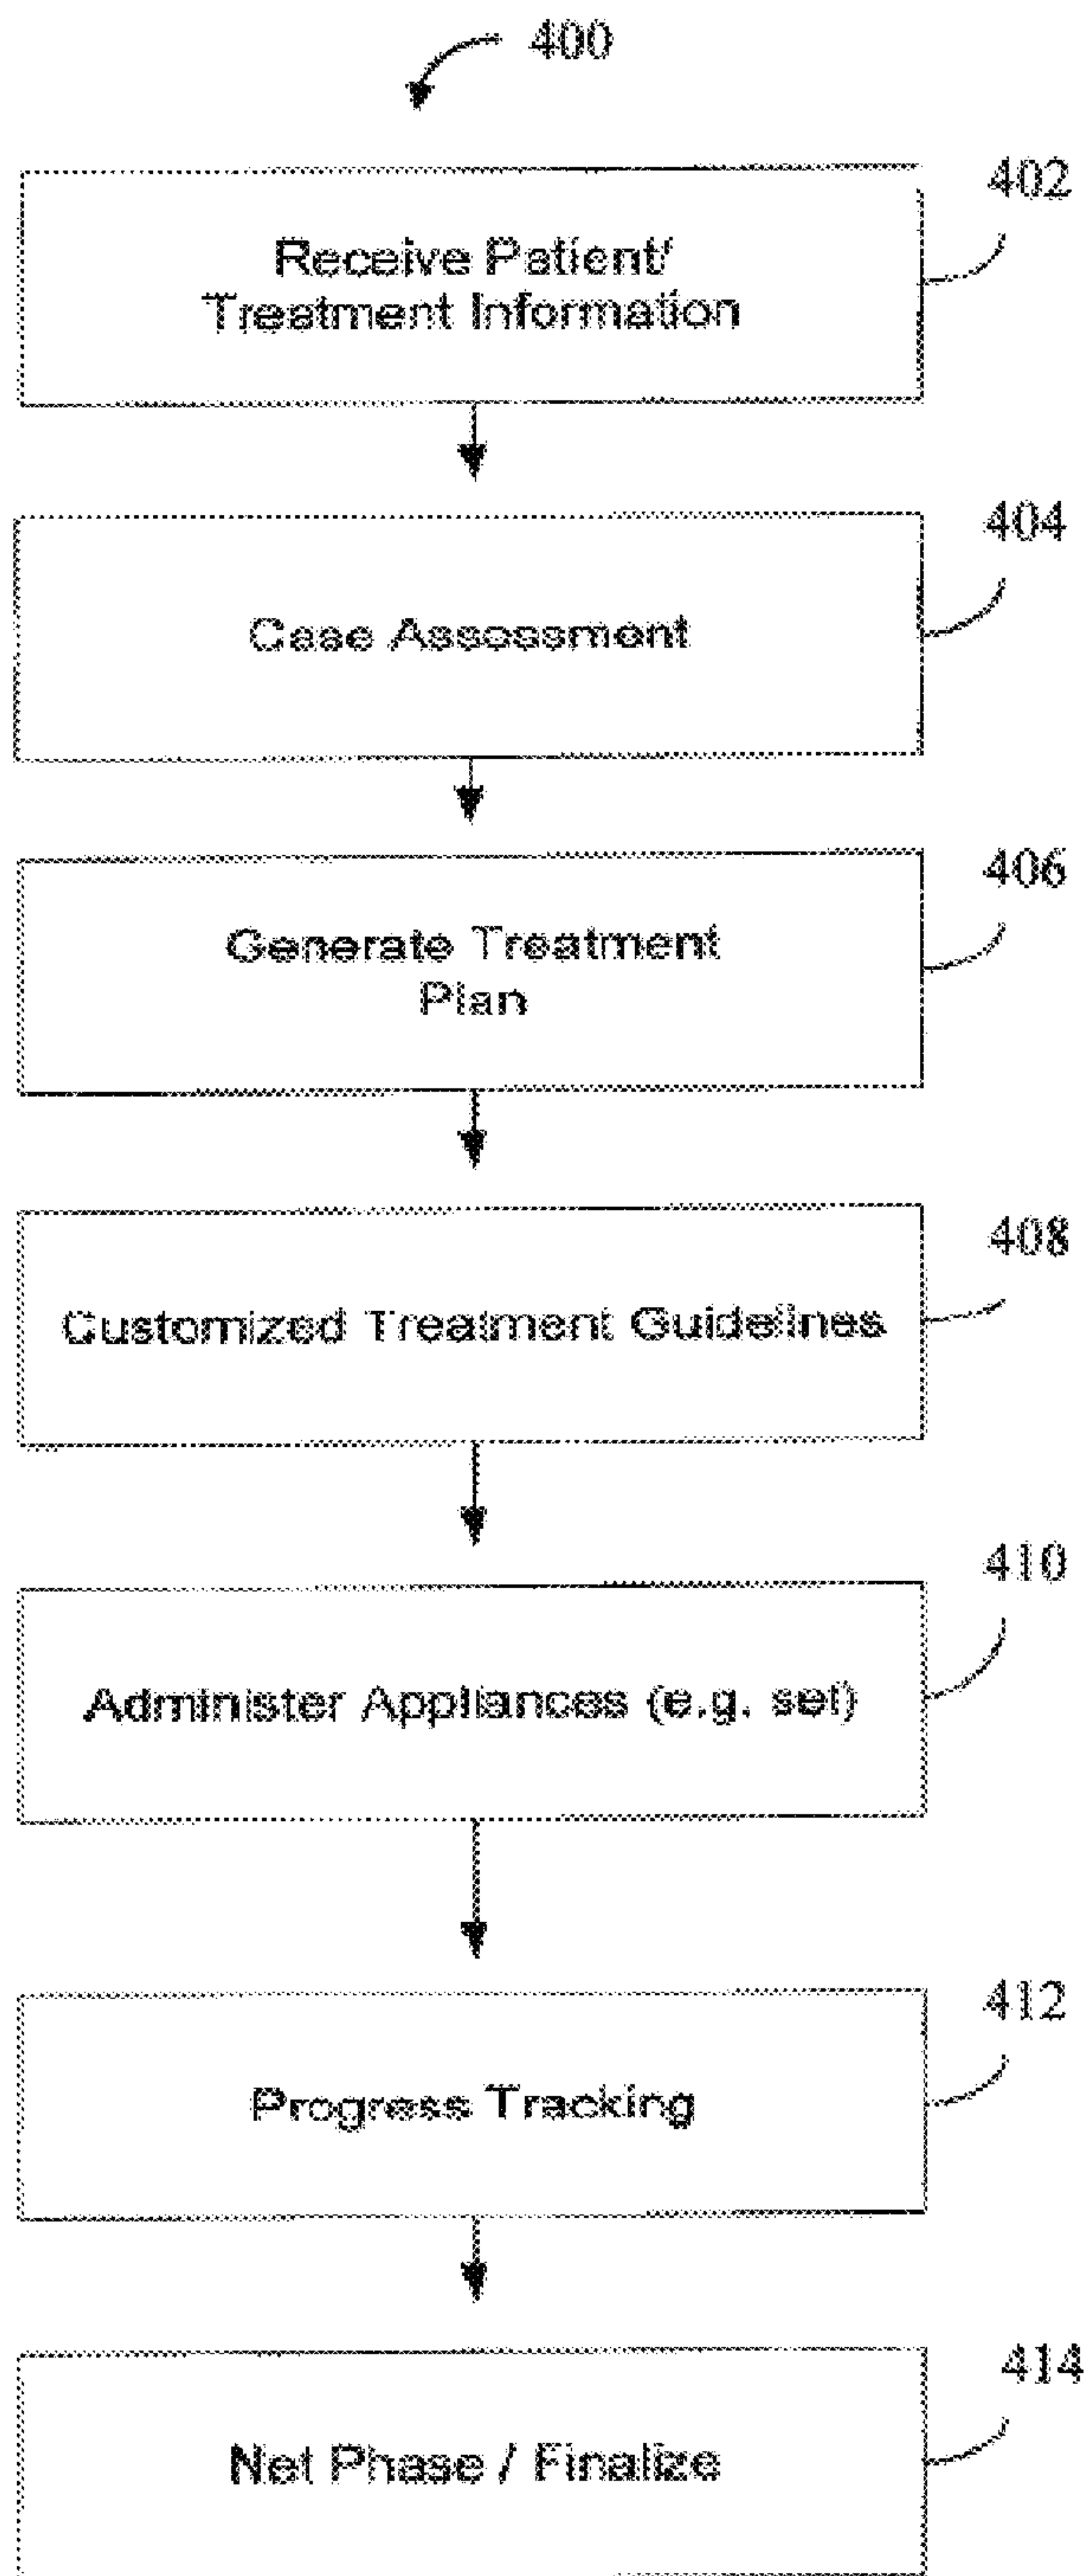 400
402
Receive Patient/
Treatment Information
404
Case Assessment
406
Generate Treatment
Plan
408
Customized Treatment Guidelines
410
Administer Appliances (e.g. set)
412
Progress Tracking
414
Net Phase / Finalize